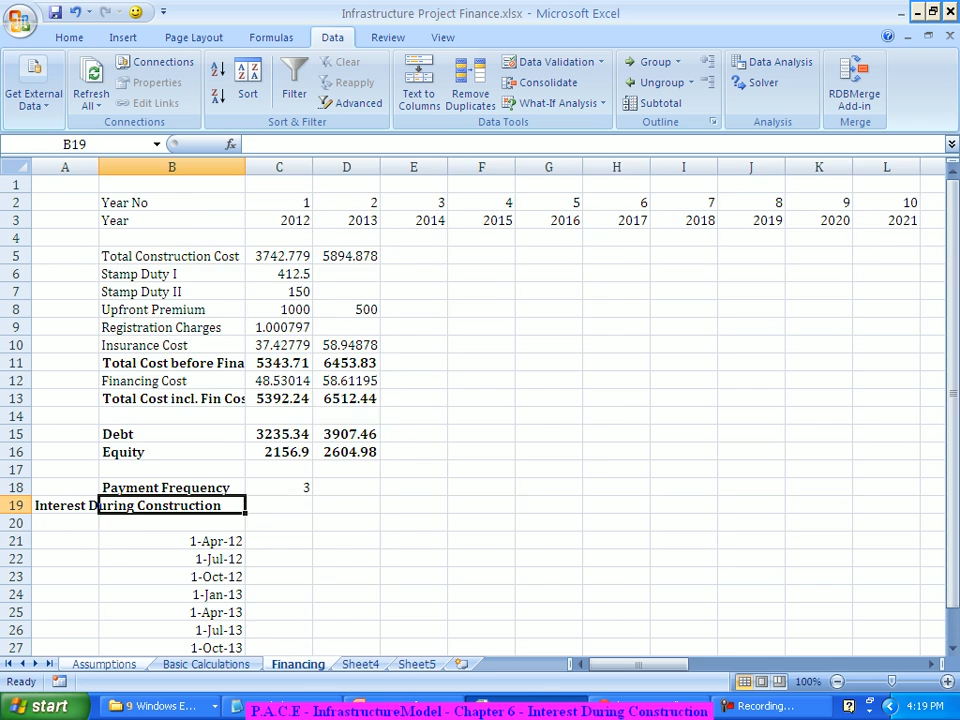 Infrastructure Project Finance.xlsx - Microsoft Excel
Home Insert Page Layout Formulas Data Review View
Get External Data
Refresh All
Connections
Properties
Edit Links
Connections
Sort
Filter
Clear
Reapply
Advanced
Sort & Filter
Text to Columns
Remove Duplicates
Data Validation
Consolidate
What-If Analysis
Data Tools
Group
Ungroup
Subtotal
Outline
Data Analysis
Solver
Analysis
RDBMerge Add-in
Merge
B19 fx
A B C D E F G H I J K L
1
2 Year No 1 2 3 4 5 6 7 8 9 10
3 Year 2012 2013 2014 2015 2016 2017 2018 2019 2020 2021
4
5 Total Construction Cost 3742.779 5894.878
6 Stamp Duty I 412.5
7 Stamp Duty II 150
8 Upfront Premium 1000 500
9 Registration Charges 1.000797
10 Insurance Cost 37.42779 58.94878
11 Total Cost before Fina 5343.71 6453.83
12 Financing Cost 48.53014 58.61195
13 Total Cost incl. Fin Cos 5392.24 6512.44
14
15 Debt 3235.34 3907.46
16 Equity 2156.9 2604.98
17
18 Payment Frequency 3
19 Interest During Construction
20
21 1-Apr-12
22 1-Jul-12
23 1-Oct-12
24 1-Jan-13
25 1-Apr-13
26 1-Jul-13
27 1-Oct-13
Assumptions Basic Calculations Financing Sheet4 Sheet5
Ready 100%
start 9 Windows E... Recording... 4:19 PM
P.A.C.E - InfrastructureModel - Chapter 6 - Interest During Construction